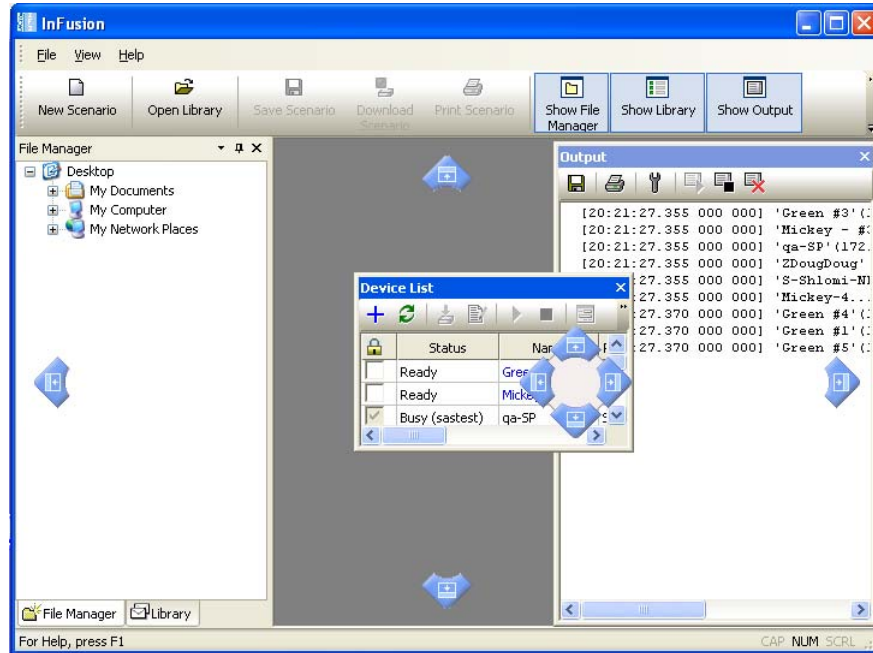 InFusion
File View Help
New Scenario Open Library Save Scenario Download Scenario Print Scenario Show File Manager Show Library Show Output
File Manager
Desktop
My Documents
My Computer
My Network Places
Output
[20:21:27.355 000 000] 'Green #3'(
[20:21:27.355 000 000] 'Mickey - #
[20:21:27.355 000 000] 'qa-SP'(172.
[20:21:27.355 000 000] 'ZDougDoug'
27.355 000 000] 'S-Shlomi-N
27.355 000 000] 'Mickey-4...
27.370 000 000] 'Green #4'(
27.370 000 000] 'Green #1'(
27.370 000 000] 'Green #5'(
Device List
Status
Ready
Ready Micke
Busy (sastest) qa-SP
File Manager Library
For Help, press F1
CAP NUM SCRL